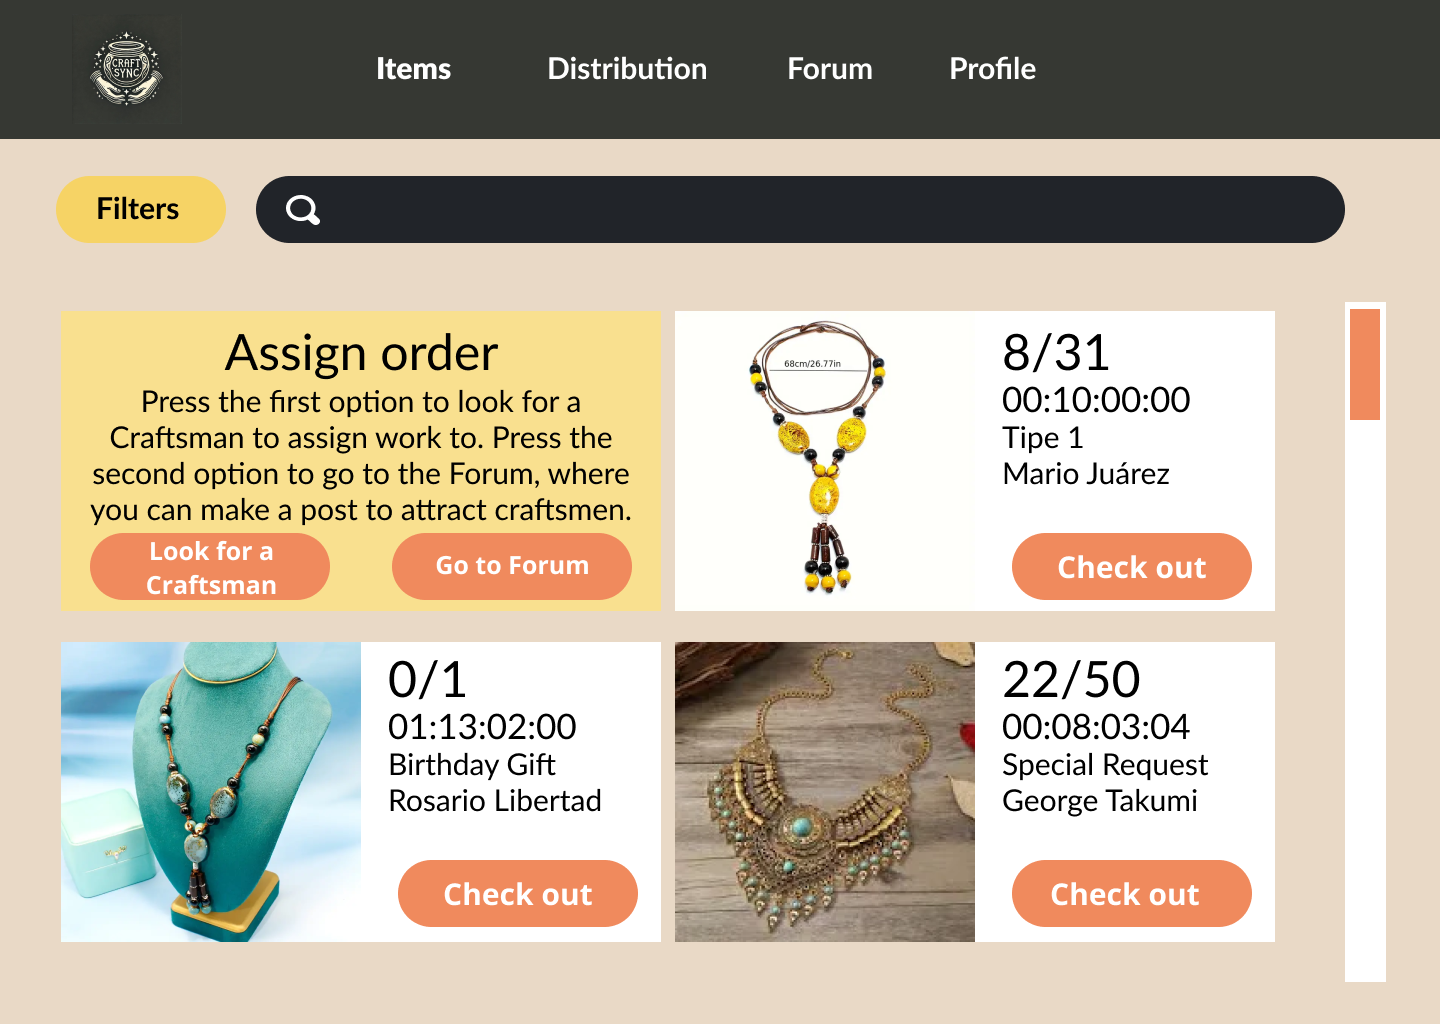 CRAFT
SYNC
Items
Distribution
Forum
Profile
Filters
Assign order
Press the first option to look for a
Craftsman to assign work to. Press the
second option to go to the Forum, where
you can make a post to attract craftsmen.
Look for a
Craftsman
Go to Forum
68cm/26.77in
8/31
00:10:00:00
Tipe 1
Mario Juárez
Check out
0/1
01:13:02:00
Birthday Gift
Rosario Libertad
Check out
22/50
00:08:03:04
Special Request
George Takumi
Check out